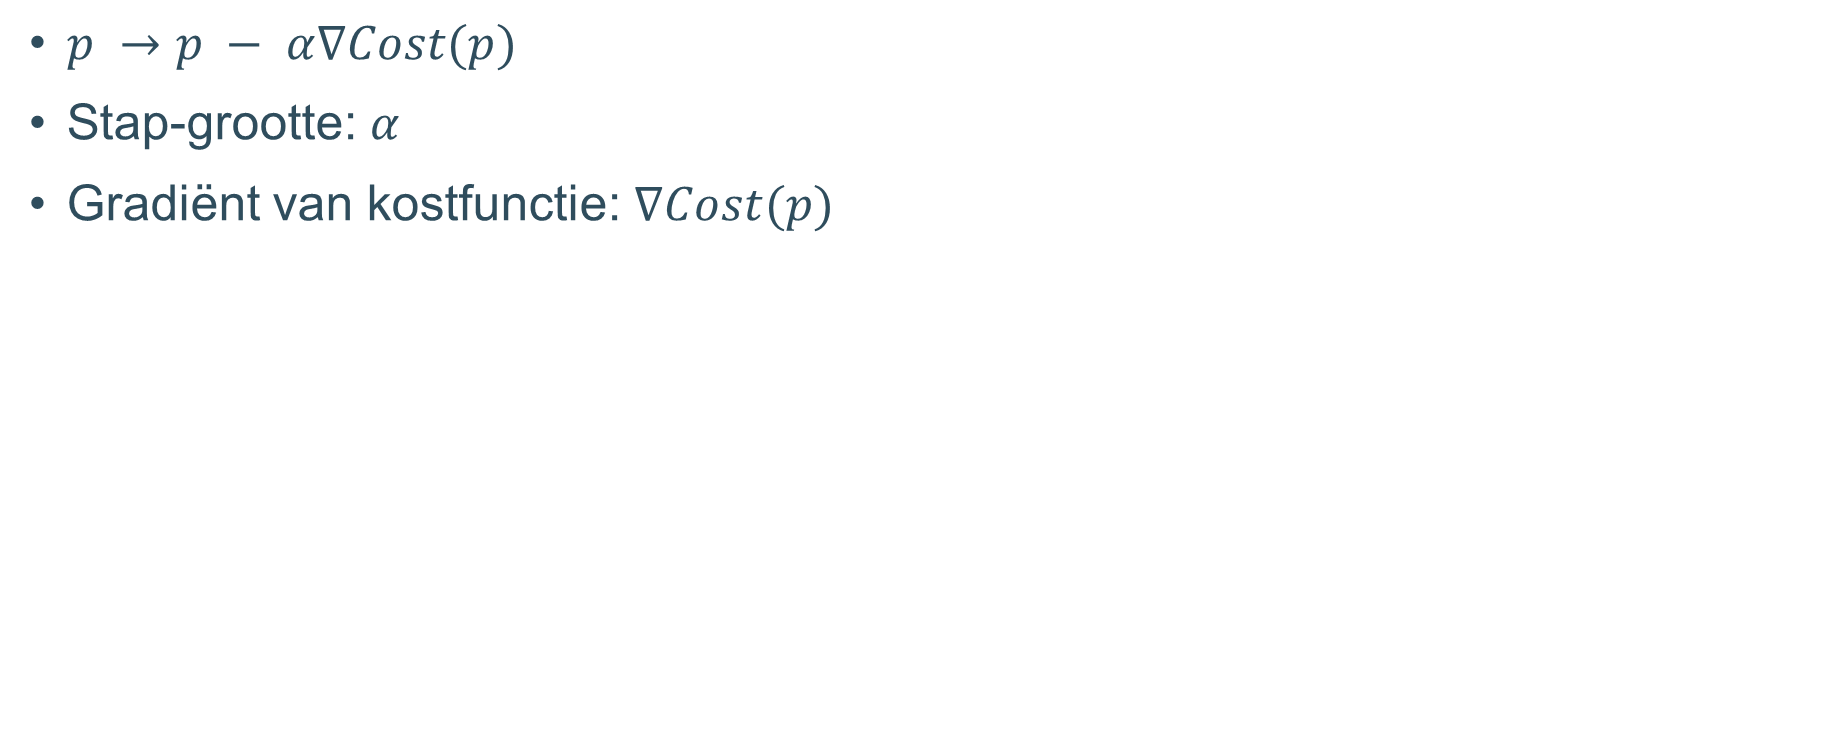 • 𝑝 → 𝑝 − 𝛼∇𝐶𝑜𝑠𝑡(𝑝)
• Stap-grootte: 𝛼
• Gradiënt van kostfunctie: ∇𝐶𝑜𝑠𝑡(𝑝)